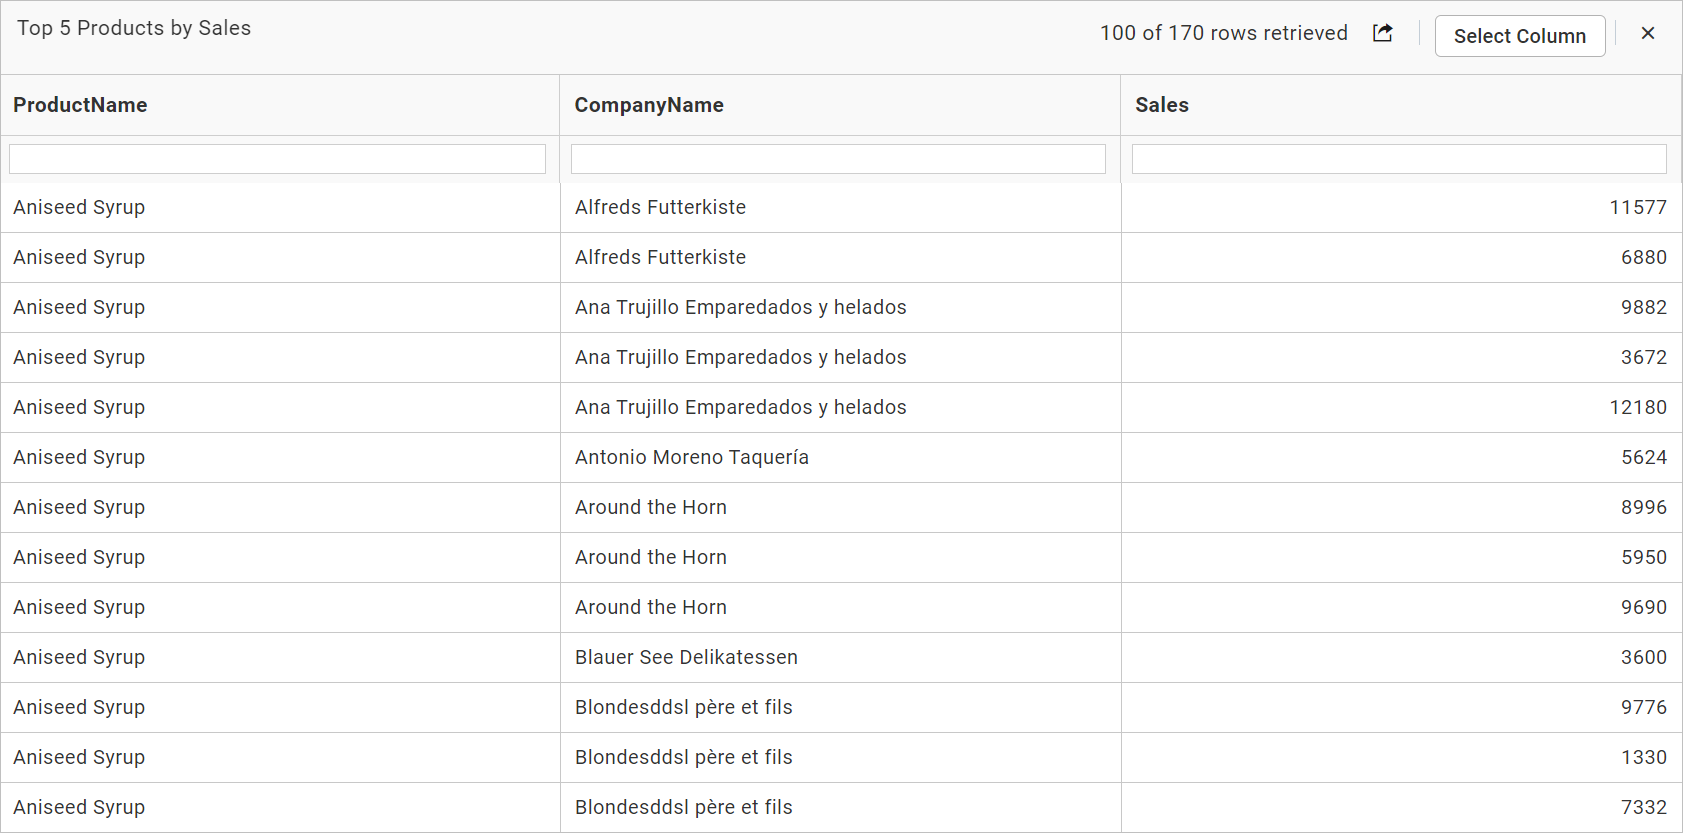 Top 5 Products by Sales 100 of 170 rows retrieved Select Column
ProductName CompanyName Sales
Aniseed Syrup Alfreds Futterkiste 11577
Aniseed Syrup Alfreds Futterkiste 6880
Aniseed Syrup Ana Trujillo Emparedados y helados 9882
Aniseed Syrup Ana Trujillo Emparedados y helados 3672
Aniseed Syrup Ana Trujillo Emparedados y helados 12180
Aniseed Syrup Antonio Moreno Taquería 5624
Aniseed Syrup Around the Horn 8996
Aniseed Syrup Around the Horn 5950
Aniseed Syrup Around the Horn 9690
Aniseed Syrup Blauer See Delikatessen 3600
Aniseed Syrup Blondesddsl père et fils 9776
Aniseed Syrup Blondesddsl père et fils 1330
Aniseed Syrup Blondesddsl père et fils 7332